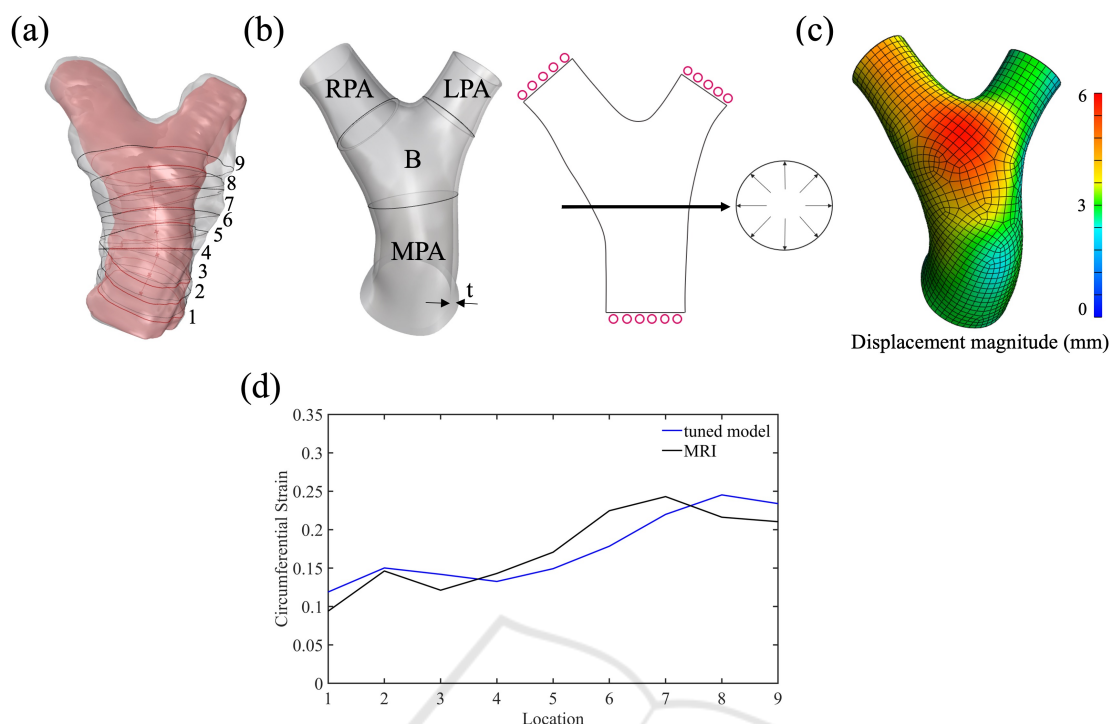 (a)
9
8
7
6
5
4
3
2
1
(b)
RPA
LPA
B
MPA
t
(c)
6
3
0
Displacement magnitude (mm)
(d)
0.35
0.3
0.25
0.2
0.15
0.1
0.05
0
Circumferential Strain
tuned model
MRI
1 2 3 4 5 6 7 8 9
Location